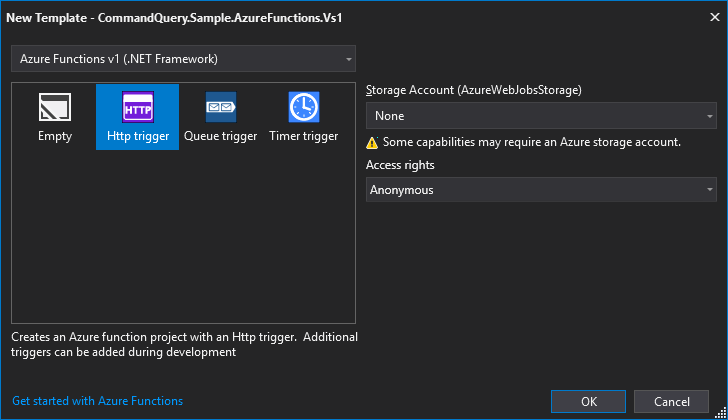 New Template - CommandQuery.Sample.AzureFunctions.Vs1
Azure Functions v1 (.NET Framework)
Empty
HTTP
Http trigger
Queue trigger
Timer trigger
Storage Account (AzureWebJobsStorage)
None
Some capabilities may require an Azure storage account.
Access rights
Anonymous
Creates an Azure function project with an Http trigger.  Additional
triggers can be added during development
Get started with Azure Functions
OK
Cancel